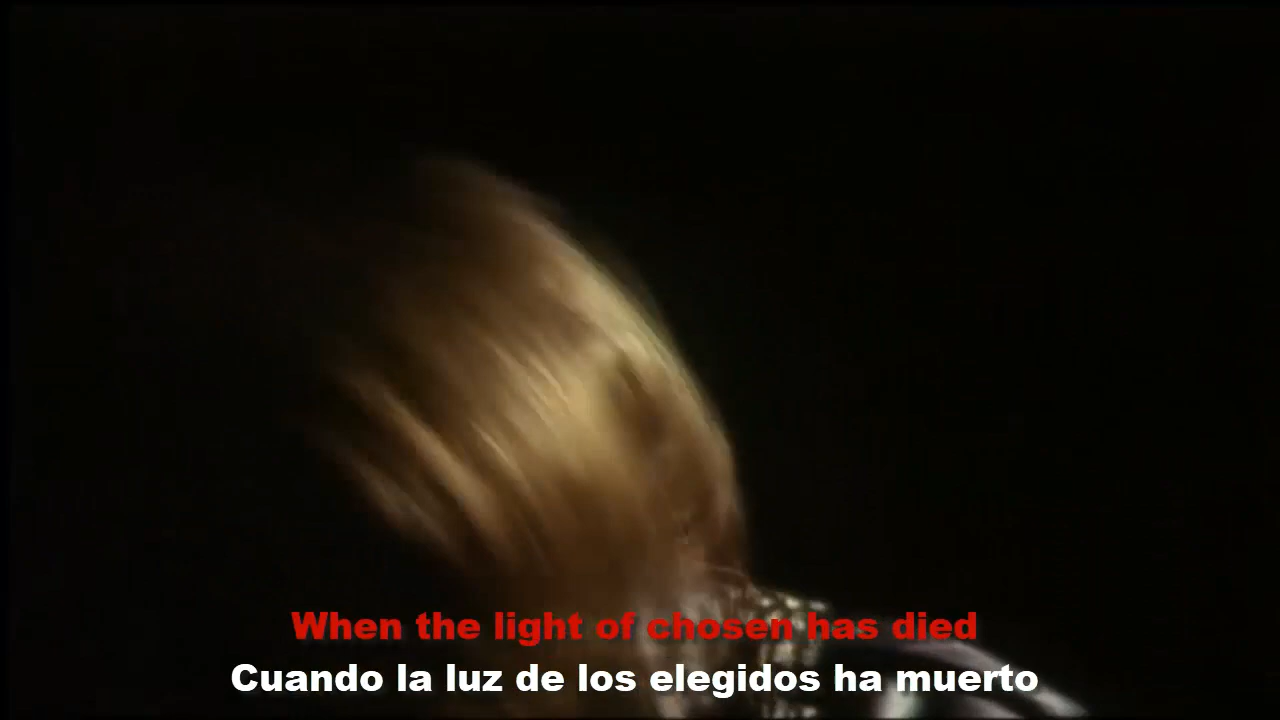 When the light of chosen has died
Cuando la luz de los elegidos ha muerto